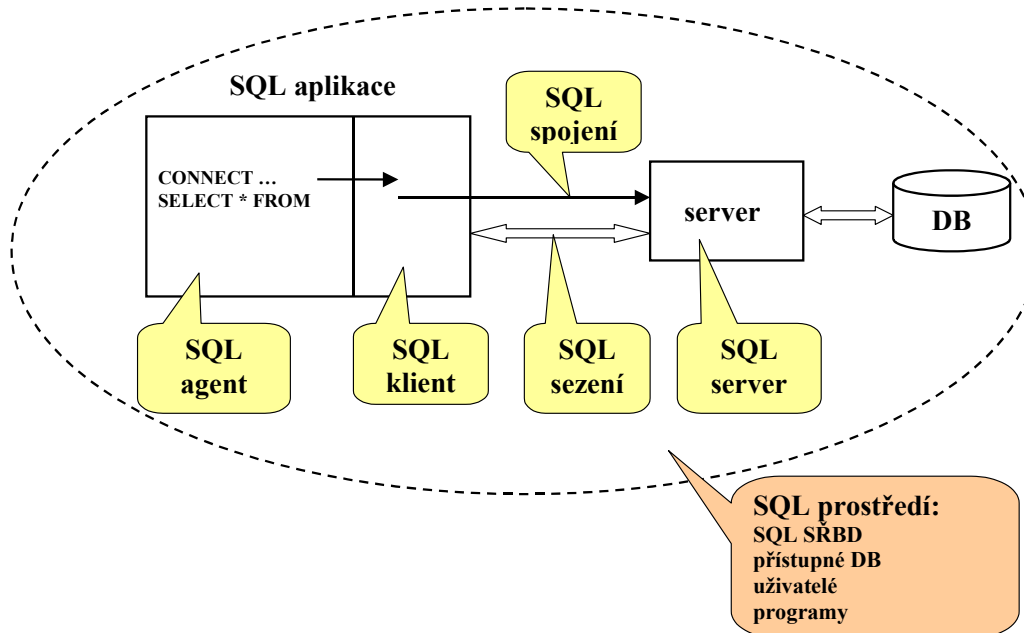 SQL aplikace
SQL
spojení
CONNECT …
SELECT * FROM
server
DB
SQL
agent
SQL
klient
SQL
sezení
SQL
server
SQL prostředí:
SQL SŘBD
přístupné DB
uživatelé
programy